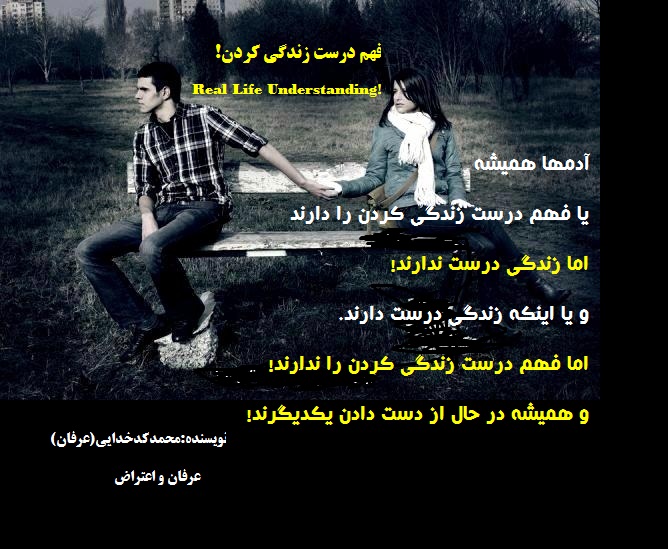 فهم درست زندگی کردن!
Real Life Understanding!
آدمها همیشه
یا فهم درست زندگی کردن را دارند
اما زندگی درست ندارند!
و یا اینکه زندگی درست دارند.
اما فهم درست زندگی کردن را ندارند!
و همیشه در حال از دست دادن یکدیگرند!
نویسنده:محمدکدخدایی(عرفان)
عرفان و اعتراض